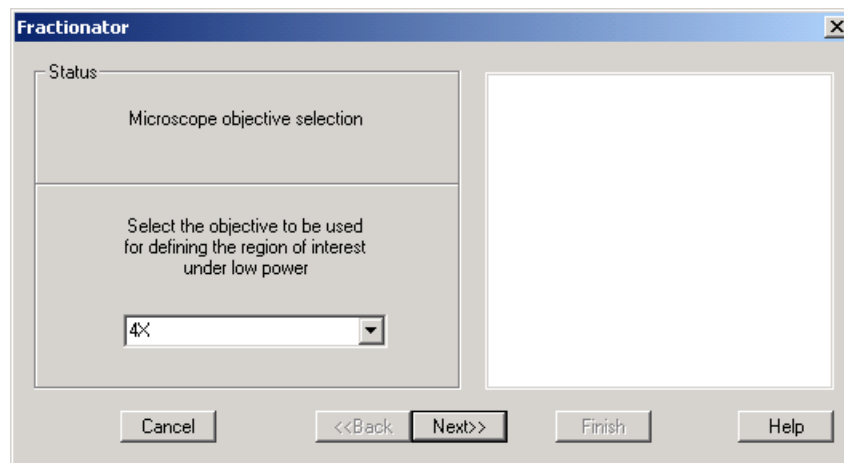 Fractionator
Status
Microscope objective selection
Select the objective to be used
for defining the region of interest
under low power
4X
Cancel
<<Back
Next>>
Finish
Help